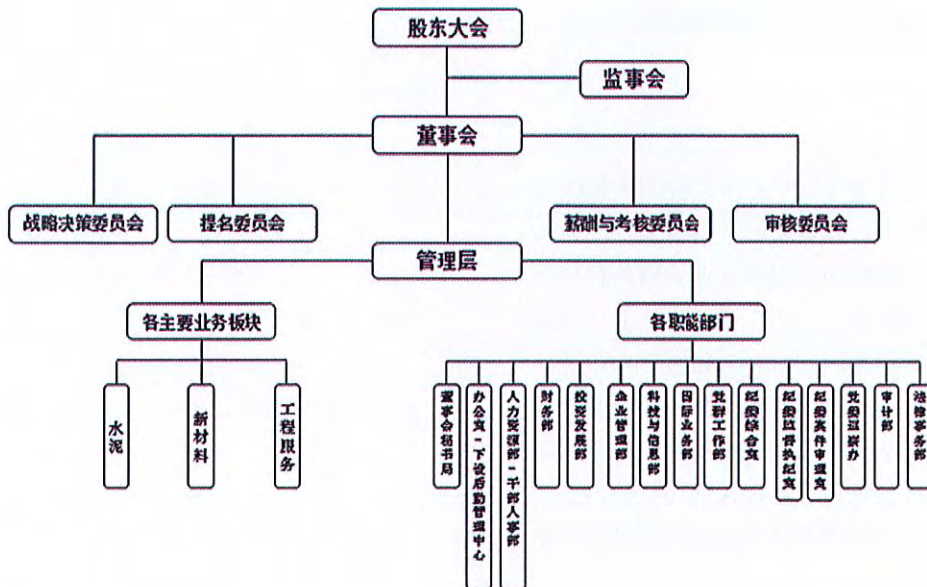 股东大会
监事会
董事会
战略决策委员会
提名委员会
薪酬与考核委员会
审核委员会
管理层
各主要业务板块
各职能部门
水泥
新材料
工程服务
董事会秘书局
办公室-下设后勤管理中心
人力资源部-干部人事部
财务部
投资发展部
企业管理部
科技与信息部
国际业务部
党群工作部
纪委综合室
纪委监督执纪室
纪委案件审理室
党委巡察办
审计部
法律事务部